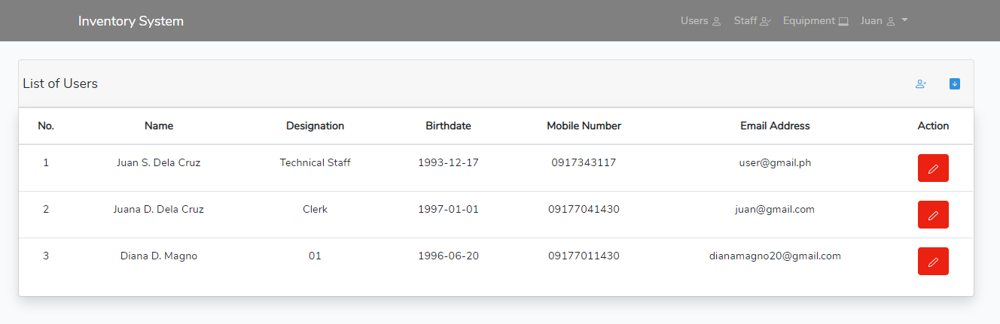 Inventory System Users Staff Equipment Juan
List of Users
No. Name Designation Birthdate Mobile Number Email Address Action
1 Juan S. Dela Cruz Technical Staff 1993-12-17 0917343117 user@gmail.ph
2 Juana D. Dela Cruz Clerk 1997-01-01 09177041430 juan@gmail.com
3 Diana D. Magno 01 1996-06-20 09177011430 dianamagno20@gmail.com